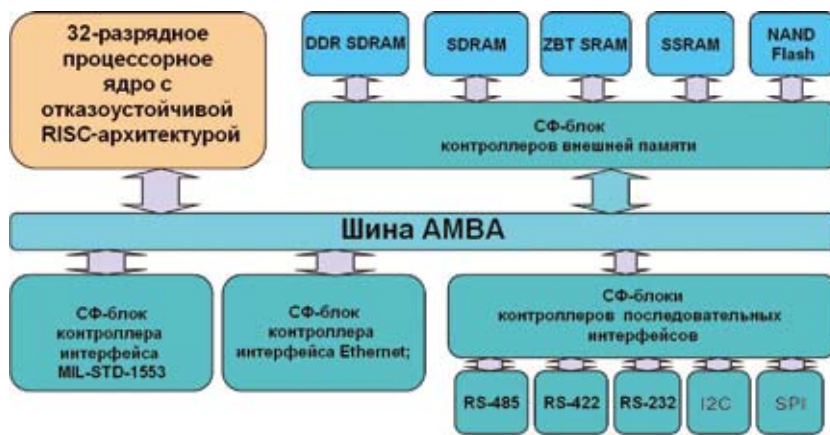 32-разрядное
процессорное
ядро с
отказоустойчивой
RISC-архитектурой
DDR SDRAM
SDRAM
ZBT SRAM
SSRAM
NAND
Flash
СФ-блок
контроллеров внешней памяти
Шина AMBA
СФ-блок
контроллера
интерфейса
MIL-STD-1553
СФ-блок
контроллера
интерфейса Ethernet;
СФ-блоки
контроллеров последовательных
интерфейсов
RS-485
RS-422
RS-232
I2C
SPI